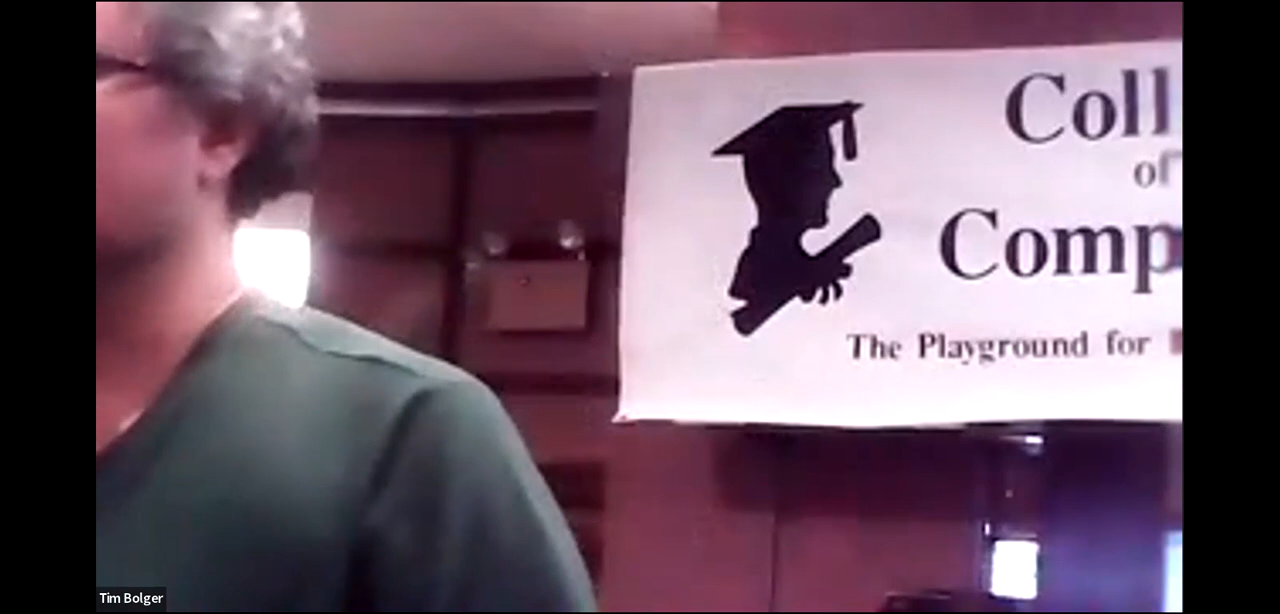 Coll
of
Comp
The Playground for
Tim Bolger